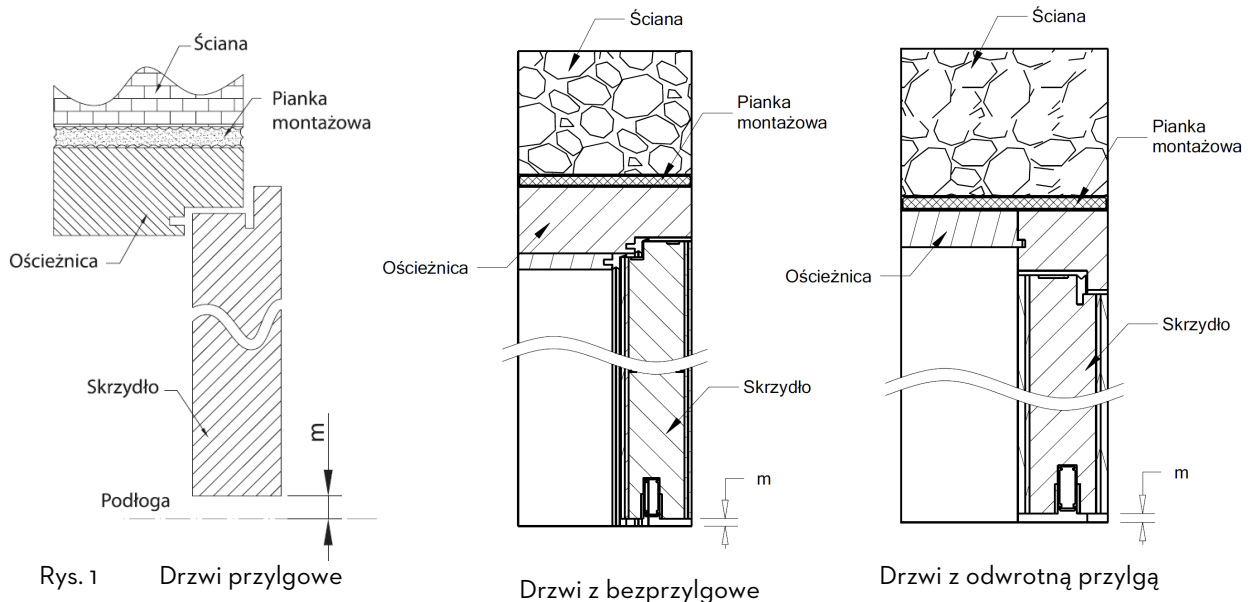 Ściana
Pianka
montażowa
Ościeżnica
Skrzydło
m
Podłoga
Rys. 1
Drzwi przylgowe
Ściana
Pianka
montażowa
Ościeżnica
Skrzydło
m
Drzwi z bezprzylgowe
Ściana
Pianka
montażowa
Ościeżnica
Skrzydło
m
Drzwi z odwrotną przylgą